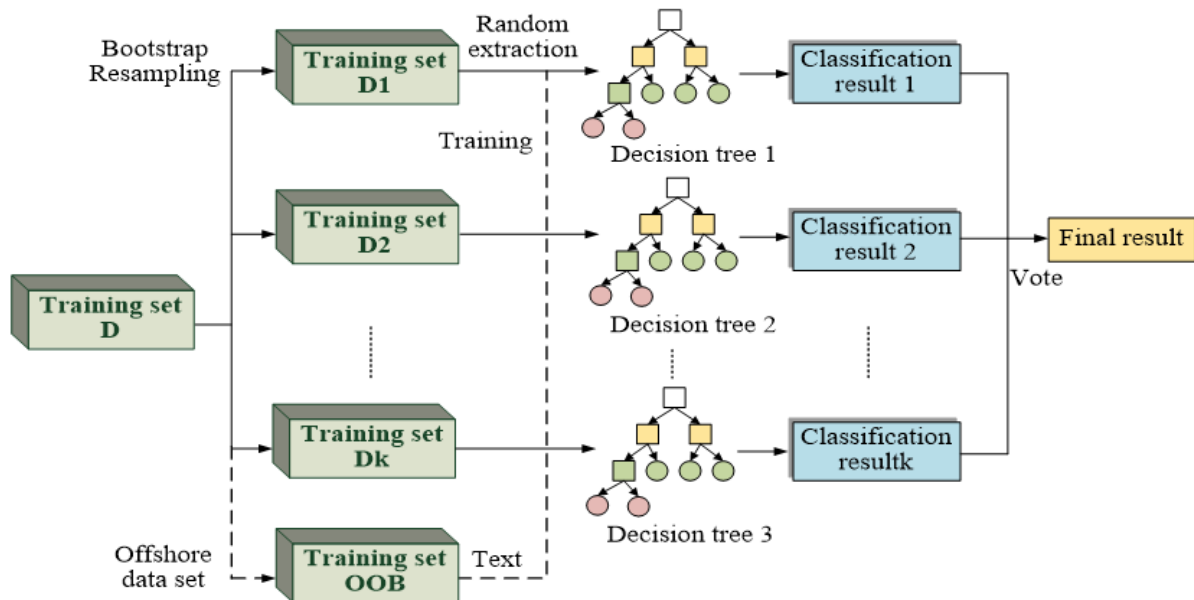 Bootstrap
Resampling
Training set
D1
Random
extraction
Classification
result 1
Training
Decision tree 1
Training set
D2
Classification
result 2
Final result
Vote
Training set
D
Decision tree 2
Training set
Dk
Classification
resultk
Decision tree 3
Offshore
data set
Training set
OOB
Text